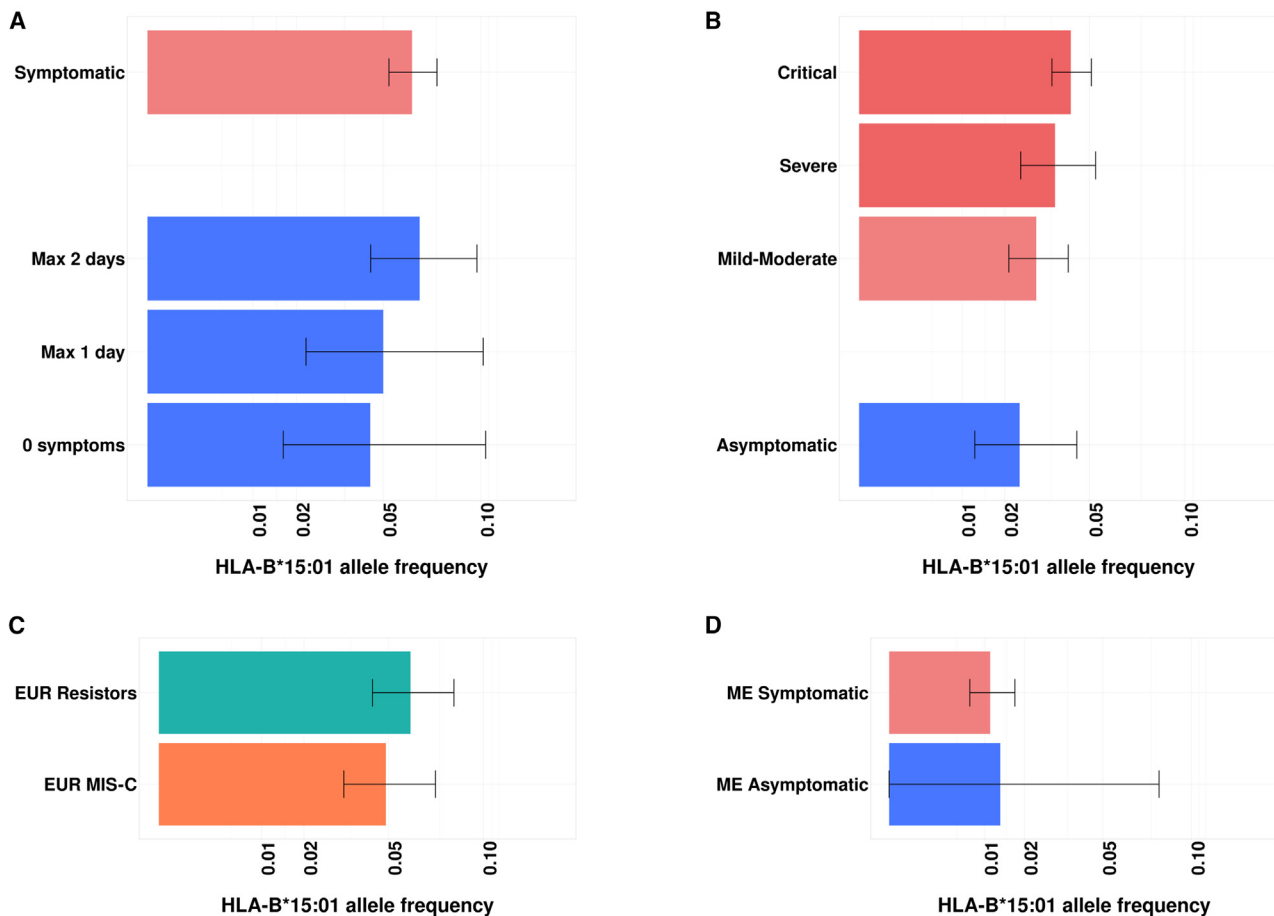 A
Symptomatic
Max 2 days
Max 1 day
0 symptoms
0.01
0.02
0.05
0.10
HLA-B*15:01 allele frequency
B
Critical
Severe
Mild-Moderate
Asymptomatic
0.01
0.02
0.05
0.10
HLA-B*15:01 allele frequency
C
EUR Resistors
EUR MIS-C
0.01
0.02
0.05
0.10
HLA-B*15:01 allele frequency
D
ME Symptomatic
ME Asymptomatic
0.01
0.02
0.05
0.10
HLA-B*15:01 allele frequency